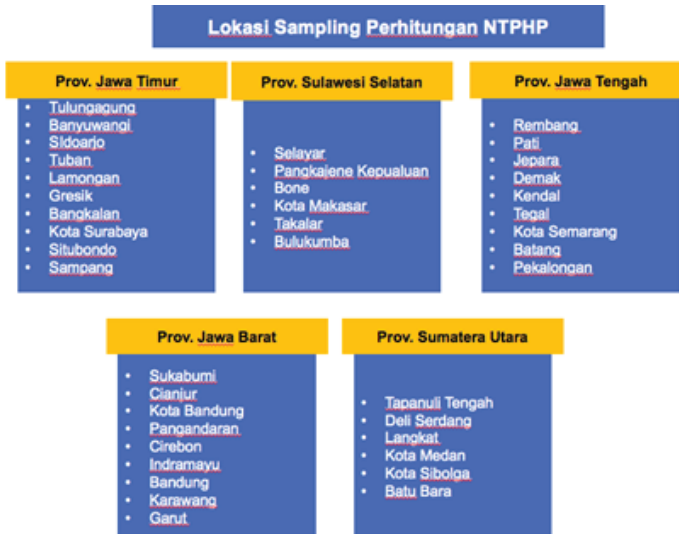 Lokasi Sampling Perhitungan NTPHP
Prov. Jawa Timur
• Tulungagung
• Banyuwangi
• SIdoarjo
• Tuban
• Lamongan
• Gresik
• Bangkalan
• Kota Surabaya
• Situbondo
• Sampang
Prov. Sulawesi Selatan
• Selayar
• Pangkajene Kepualuan
• Bone
• Kota Makasar
• Takalar
• Bulukumba
Prov. Jawa Tengah
• Rembang
• Pati
• Jepara
• Demak
• Kendal
• Tegal
• Kota Semarang
• Batang
• Pekalongan
Prov. Jawa Barat
• Sukabumi
• Cianjur
• Kota Bandung
• Pangandaran
• Cirebon
• Indramayu
• Bandung
• Karawang
• Garut
Prov. Sumatera Utara
• Tapanuli Tengah
• Deli Serdang
• Langkat
• Kota Medan
• Kota Sibolga
• Batu Bara